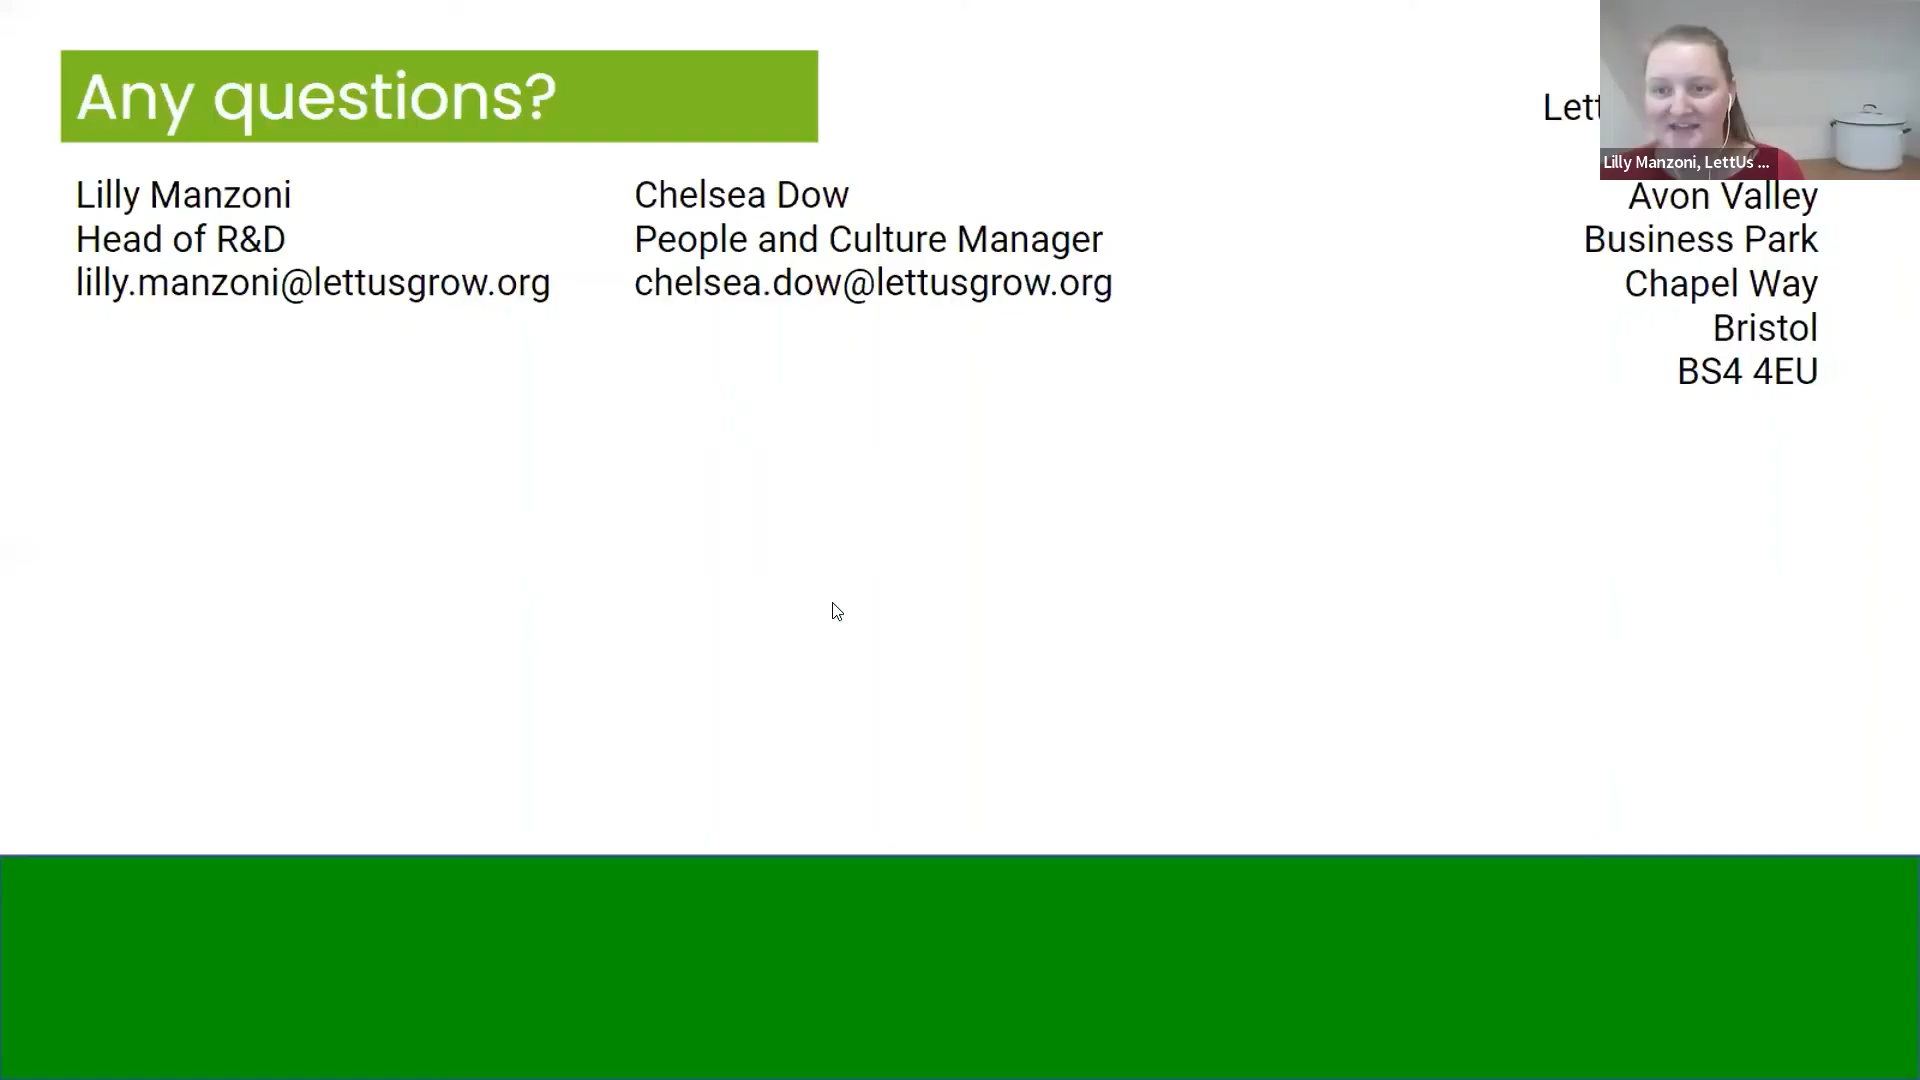 Any questions?
Lilly Manzoni
Head of R&D
lilly.manzoni@lettusgrow.org
Chelsea Dow
People and Culture Manager
chelsea.dow@lettusgrow.org
Avon Valley
Business Park
Chapel Way
Bristol
BS4 4EU
Lilly Manzoni, LettUs ...